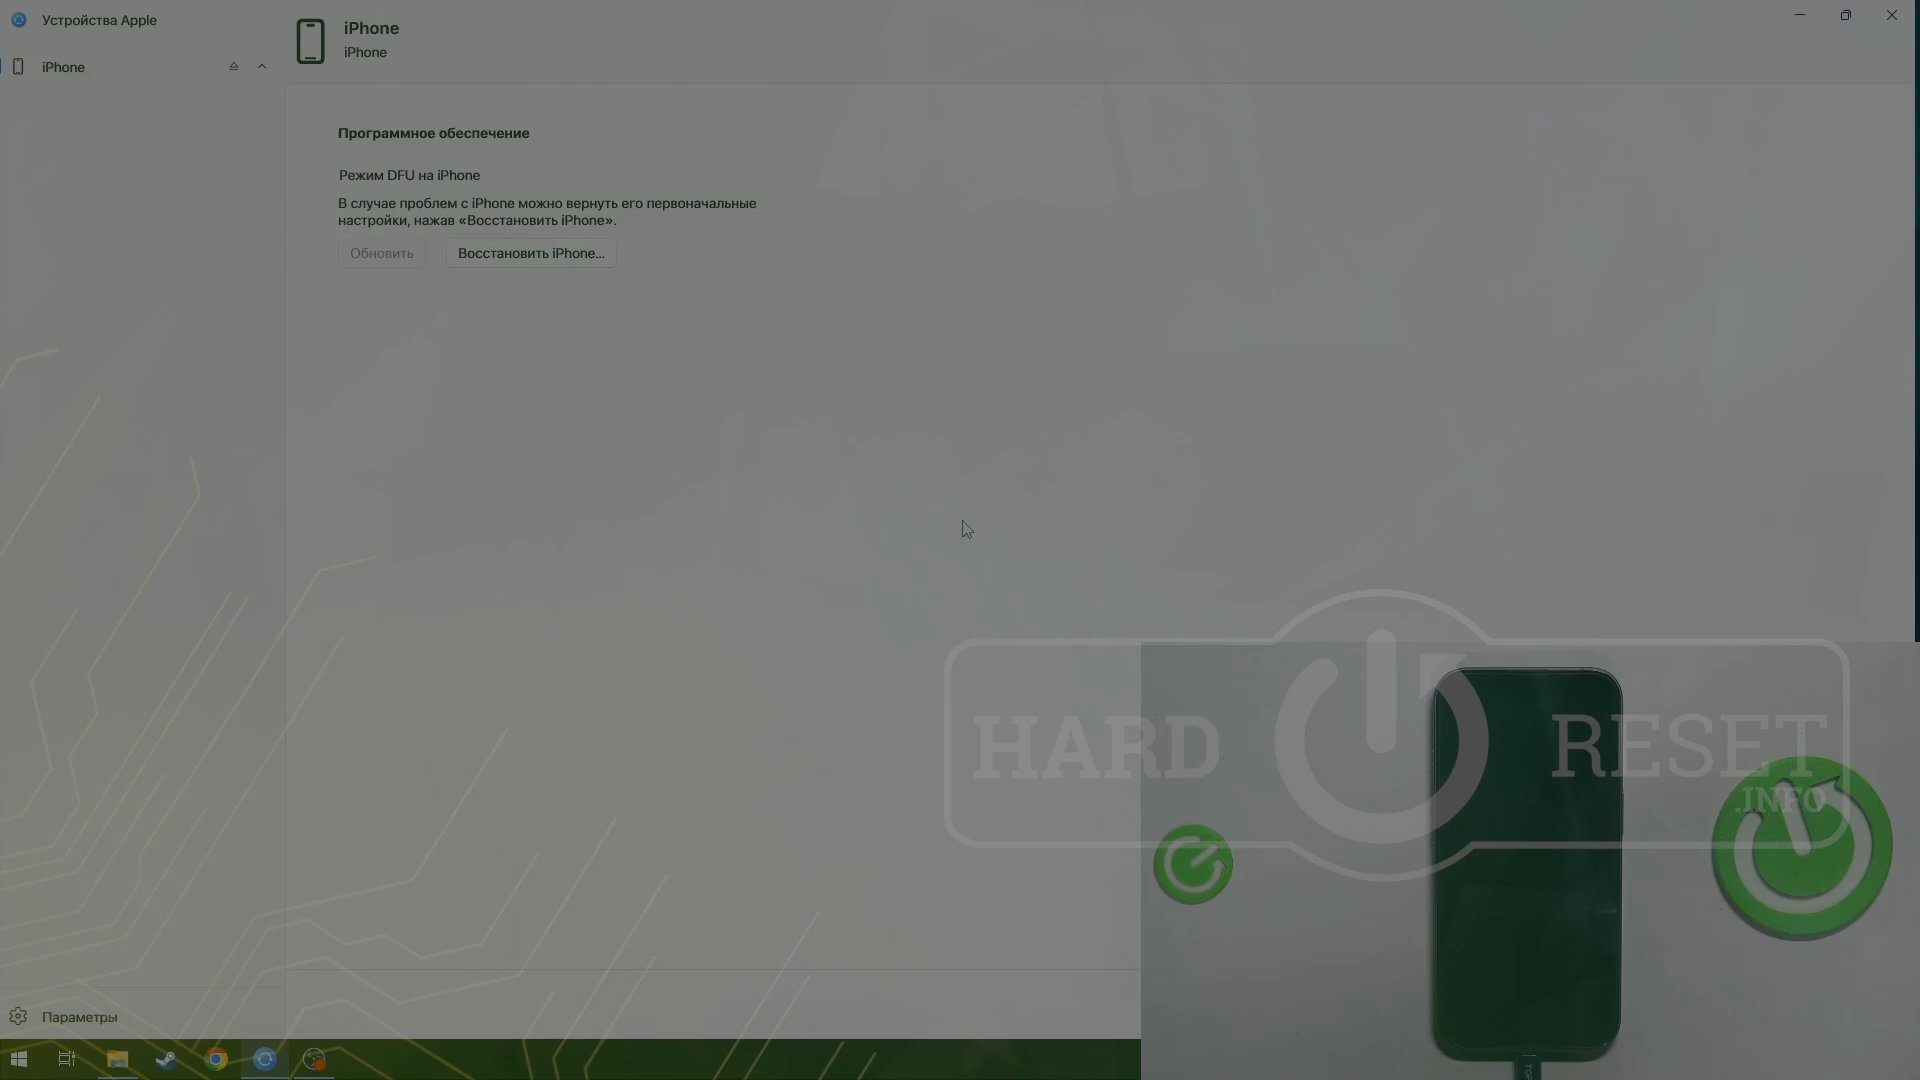 Устройства Apple
iPhone
iPhone
iPhone
Программное обеспечение
Режим DFU на iPhone
В случае проблем с iPhone можно вернуть его первоначальные
настройки, нажав «Восстановить iPhone».
Обновить
Восстановить iPhone...
HARD RESET
.INFO
Параметры